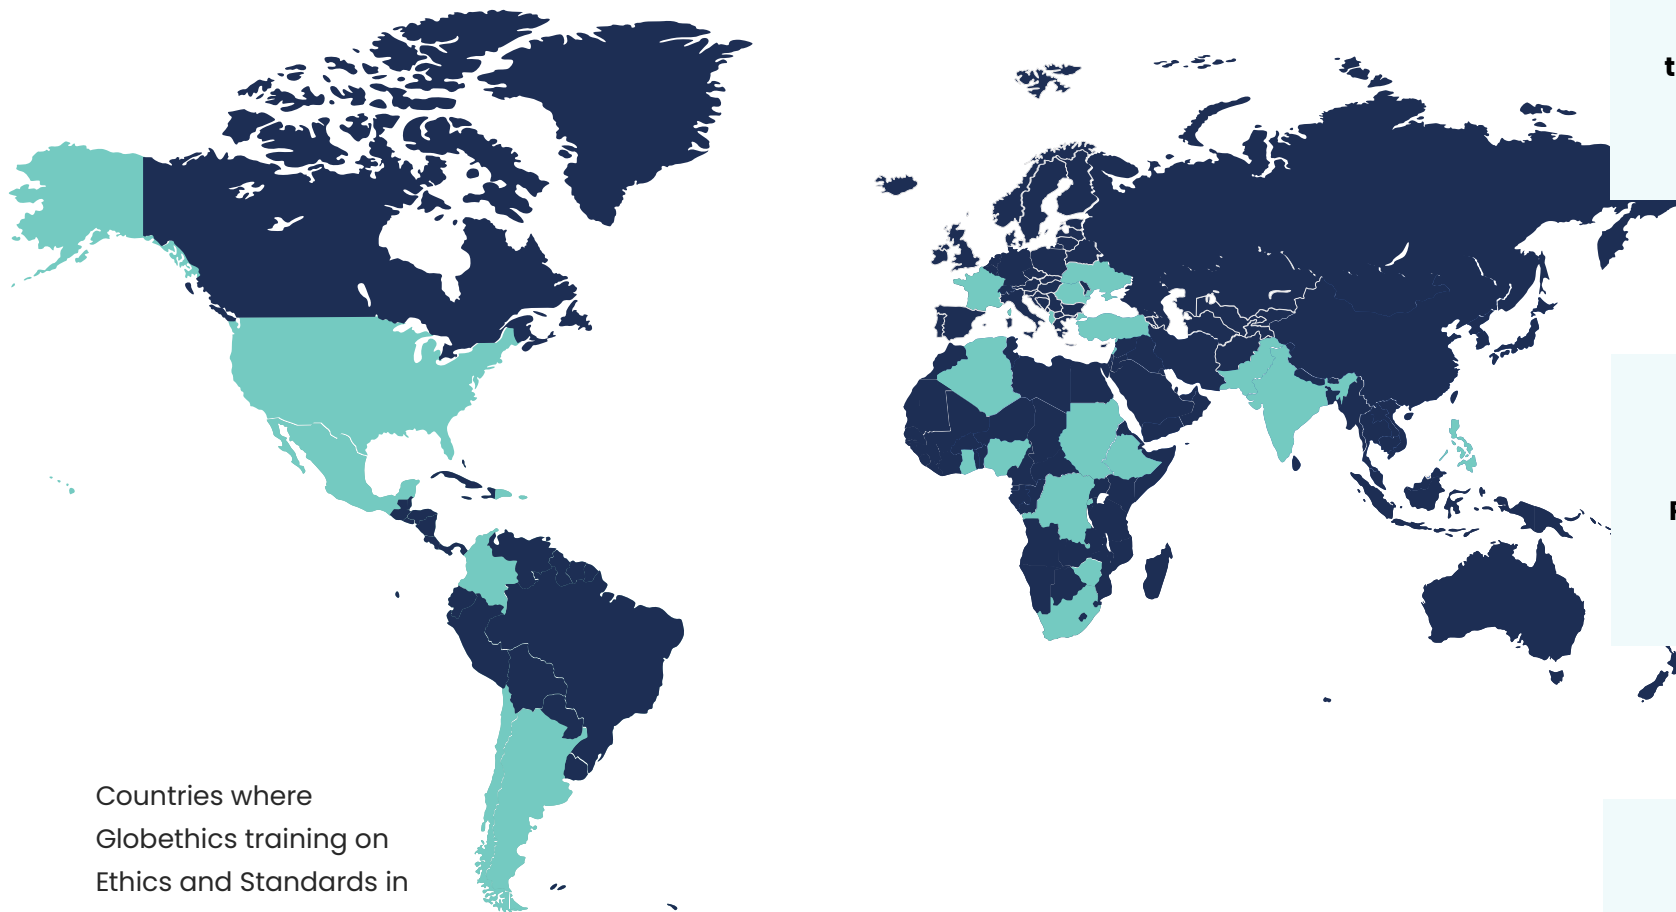 Countries where
Globethics training on
Ethics and Standards in